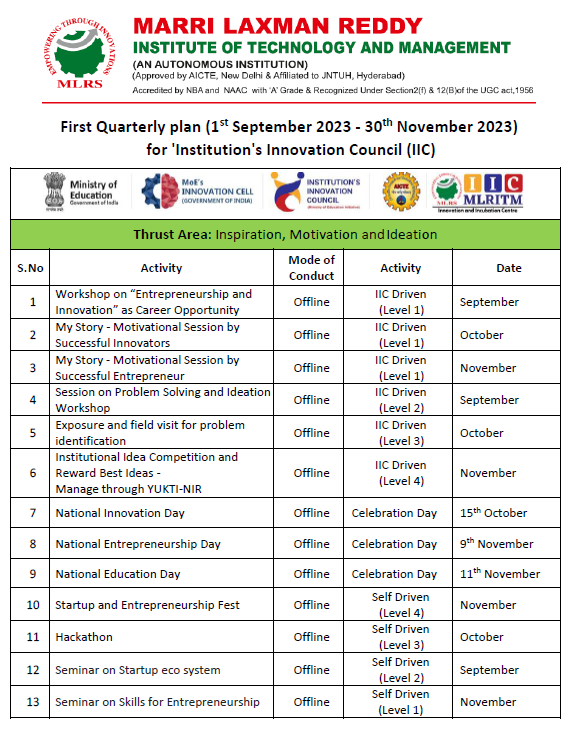 EMPOWERING THROUGH INNOVATIONS
MLRS
MARRI LAXMAN REDDY
INSTITUTE OF TECHNOLOGY AND MANAGEMENT
(AN AUTONOMOUS INSTITUTION)
(Approved by AICTE, New Delhi & Affiliated to JNTUH, Hyderabad)
Accredited by NBA and NAAC with 'A' Grade & Recognized Under Section2(f) & 12(B)of the UGC act,1956
First Quarterly plan (1st September 2023 - 30th November 2023)
for 'Institution's Innovation Council (IIC)
Ministry of
Education
Government of India
MoE's
INNOVATION CELL
(GOVERNMENT OF INDIA)
INSTITUTION'S
INNOVATION
COUNCIL
(Ministry of Education Initiative)
AICTE
MLRS
IIC
MLRITM
Innovation and Incubation Centre
Thrust Area: Inspiration, Motivation and Ideation
S.No Activity Mode of Conduct Activity Date
1 Workshop on “Entrepreneurship and Innovation” as Career Opportunity Offline IIC Driven (Level 1) September
2 My Story - Motivational Session by Successful Innovators Offline IIC Driven (Level 1) October
3 My Story - Motivational Session by Successful Entrepreneur Offline IIC Driven (Level 1) November
4 Session on Problem Solving and Ideation Workshop Offline IIC Driven (Level 2) September
5 Exposure and field visit for problem identification Offline IIC Driven (Level 3) October
6 Institutional Idea Competition and Reward Best Ideas - Manage through YUKTI-NIR Offline IIC Driven (Level 4) November
7 National Innovation Day Offline Celebration Day 15th October
8 National Entrepreneurship Day Offline Celebration Day 9th November
9 National Education Day Offline Celebration Day 11th November
10 Startup and Entrepreneurship Fest Offline Self Driven (Level 4) November
11 Hackathon Offline Self Driven (Level 3) October
12 Seminar on Startup eco system Offline Self Driven (Level 2) September
13 Seminar on Skills for Entrepreneurship Offline Self Driven (Level 1) November